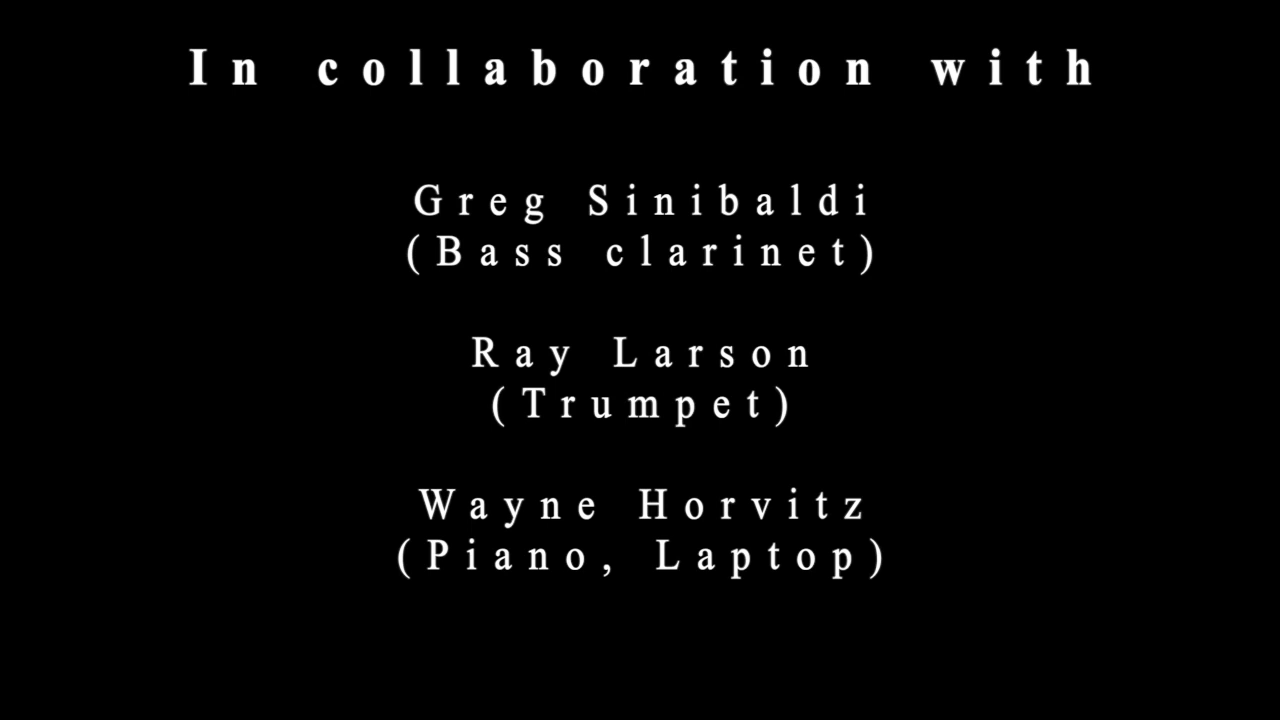 In collaboration with
Greg Sinibaldi
(Bass clarinet)
Ray Larson
(Trumpet)
Wayne Horvitz
(Piano, Laptop)